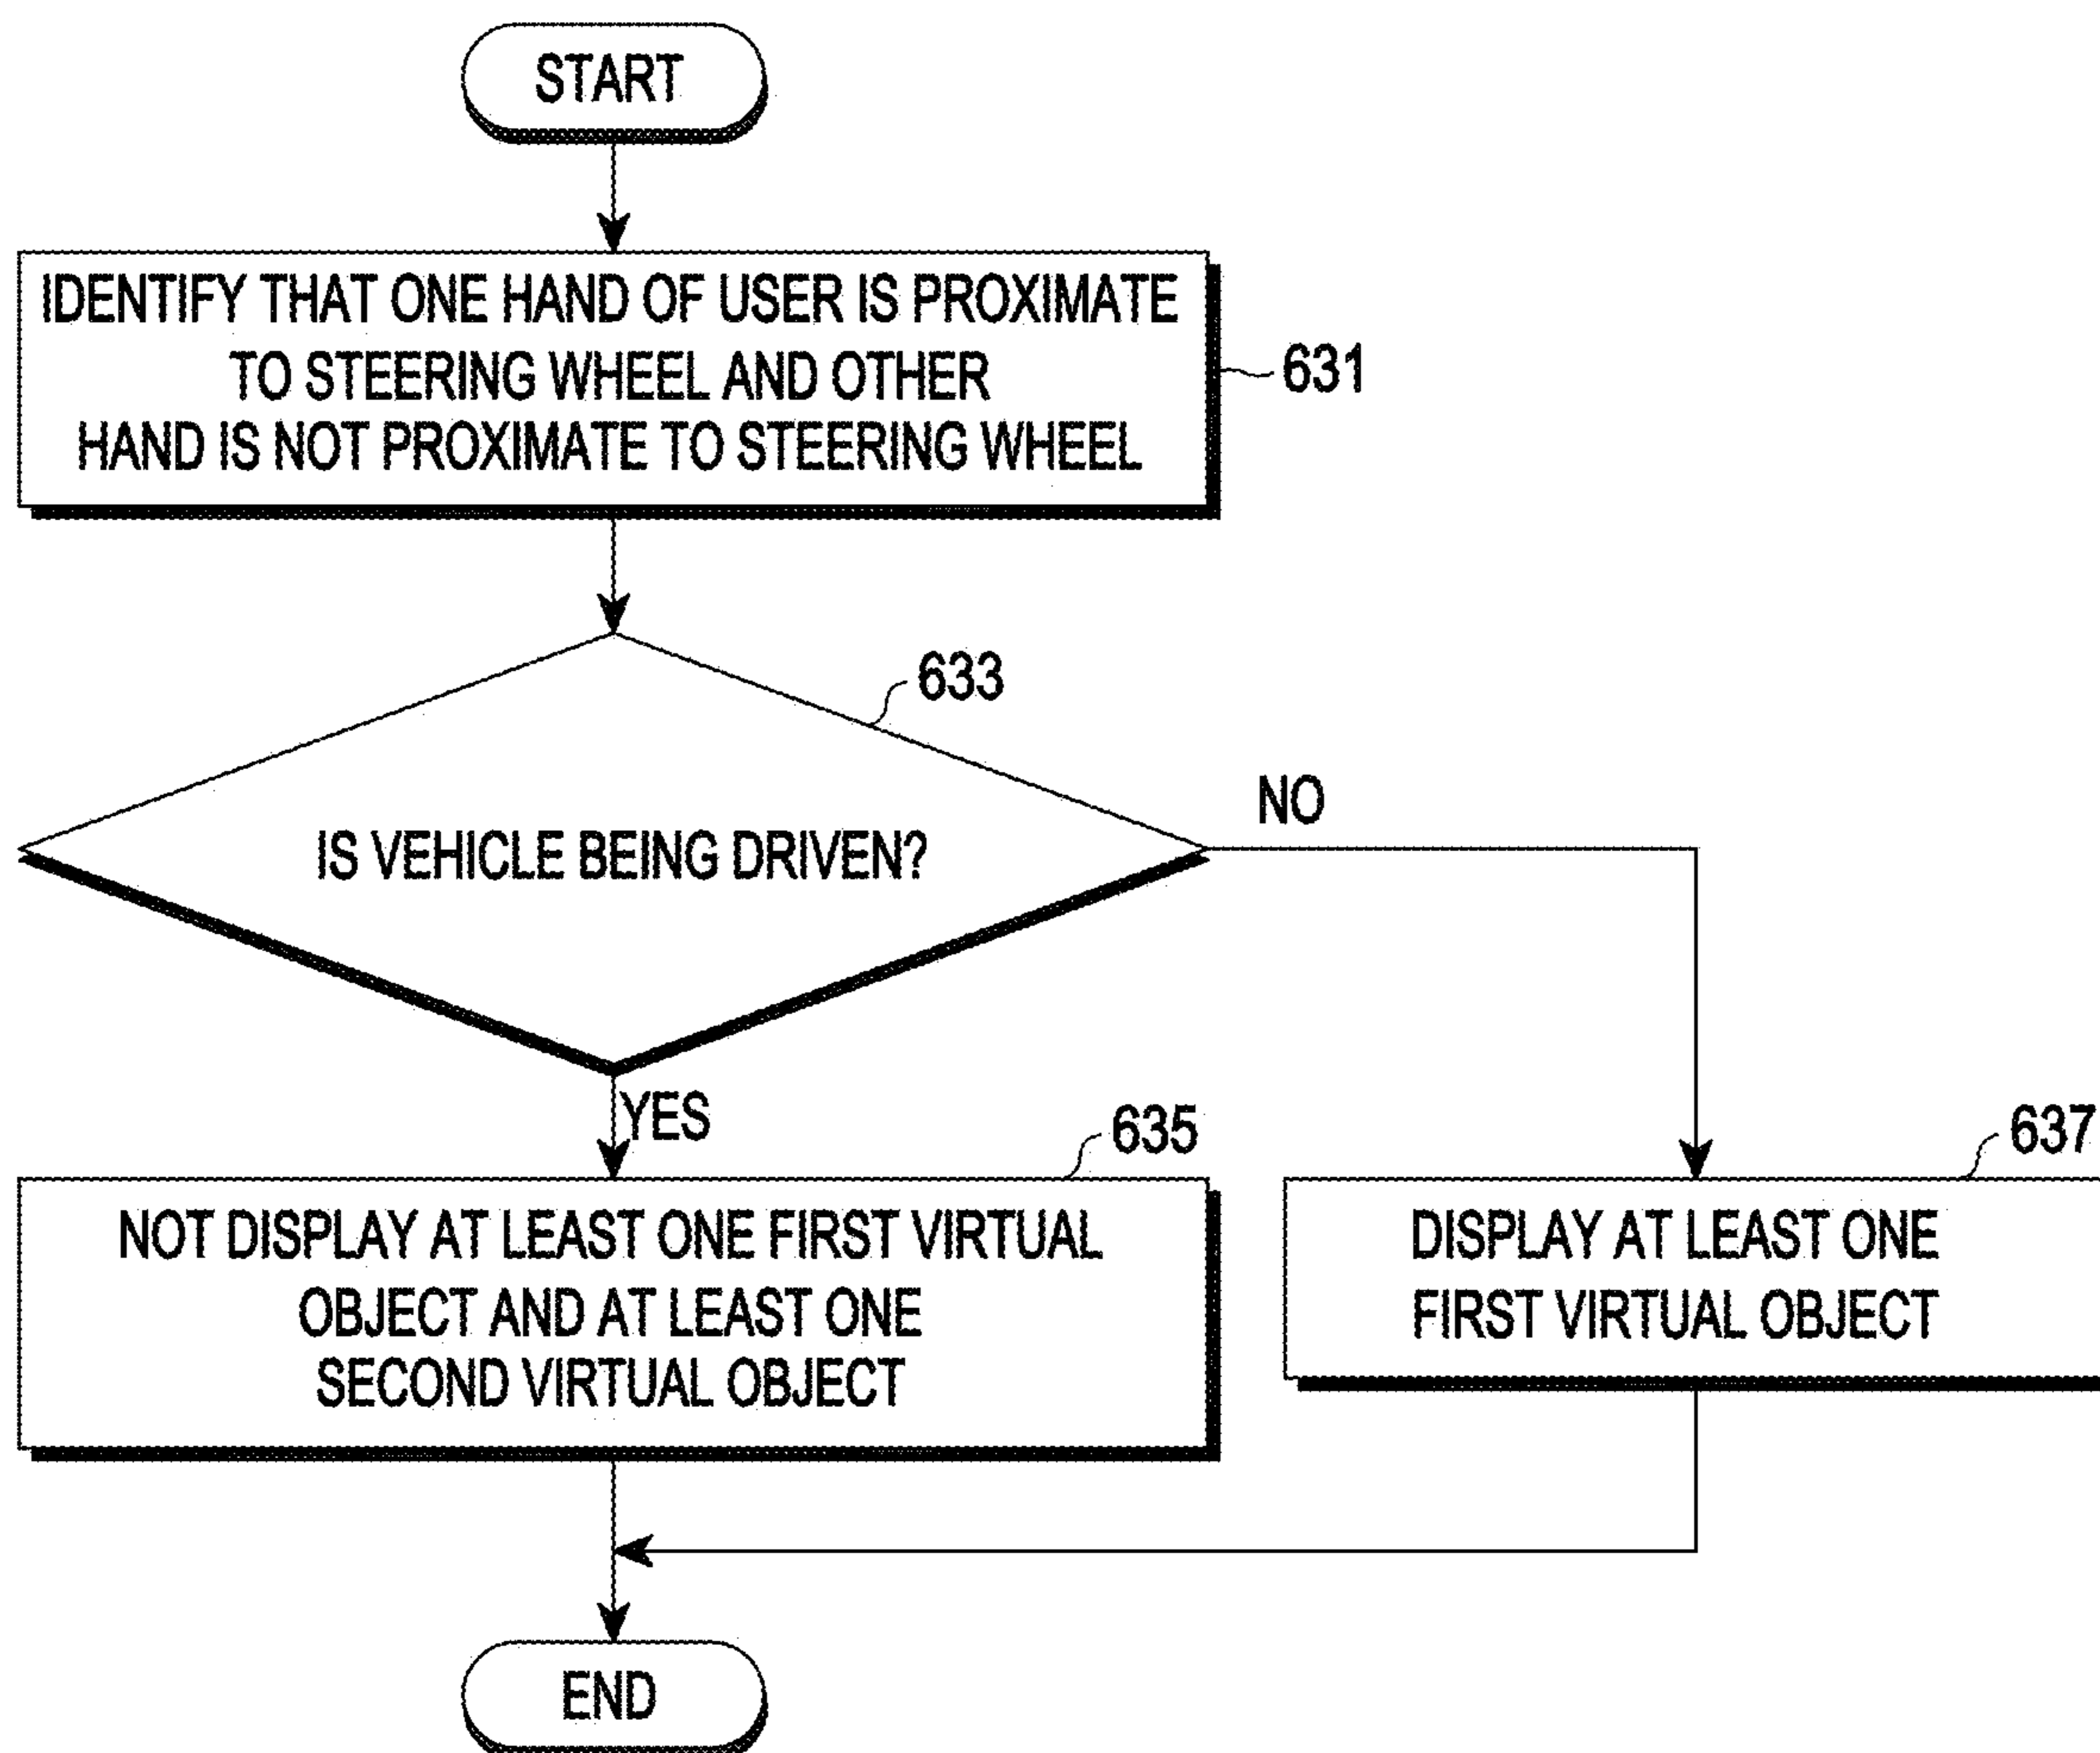 START
IDENTIFY THAT ONE HAND OF USER IS PROXIMATE
TO STEERING WHEEL AND OTHER
HAND IS NOT PROXIMATE TO STEERING WHEEL
631
633
IS VEHICLE BEING DRIVEN?
NO
YES
635
NOT DISPLAY AT LEAST ONE FIRST VIRTUAL
OBJECT AND AT LEAST ONE
SECOND VIRTUAL OBJECT
637
DISPLAY AT LEAST ONE
FIRST VIRTUAL OBJECT
END